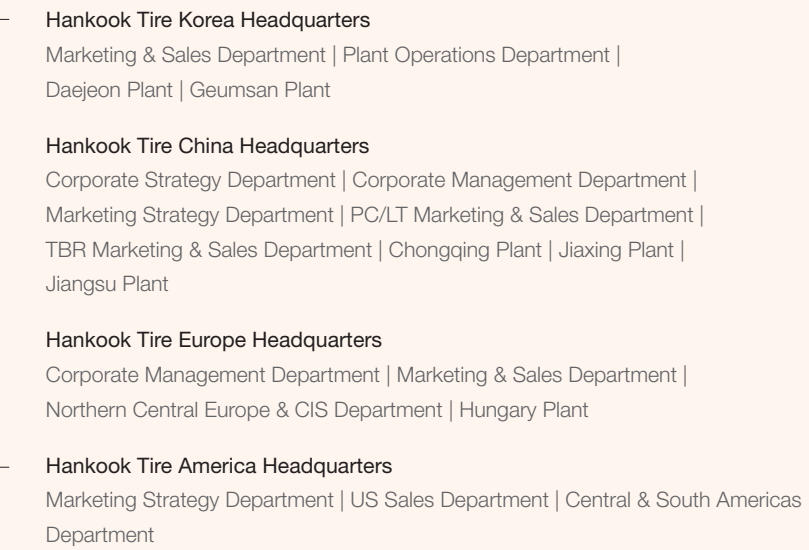 Hankook Tire Korea Headquarters
Marketing & Sales Department | Plant Operations Department |
Daejeon Plant | Geumsan Plant
Hankook Tire China Headquarters
Corporate Strategy Department | Corporate Management Department |
Marketing Strategy Department | PC/LT Marketing & Sales Department |
TBR Marketing & Sales Department | Chongqing Plant | Jiaxing Plant |
Jiangsu Plant
Hankook Tire Europe Headquarters
Corporate Management Department | Marketing & Sales Department |
Northern Central Europe & CIS Department | Hungary Plant
Hankook Tire America Headquarters
Marketing Strategy Department | US Sales Department | Central & South Americas
Department